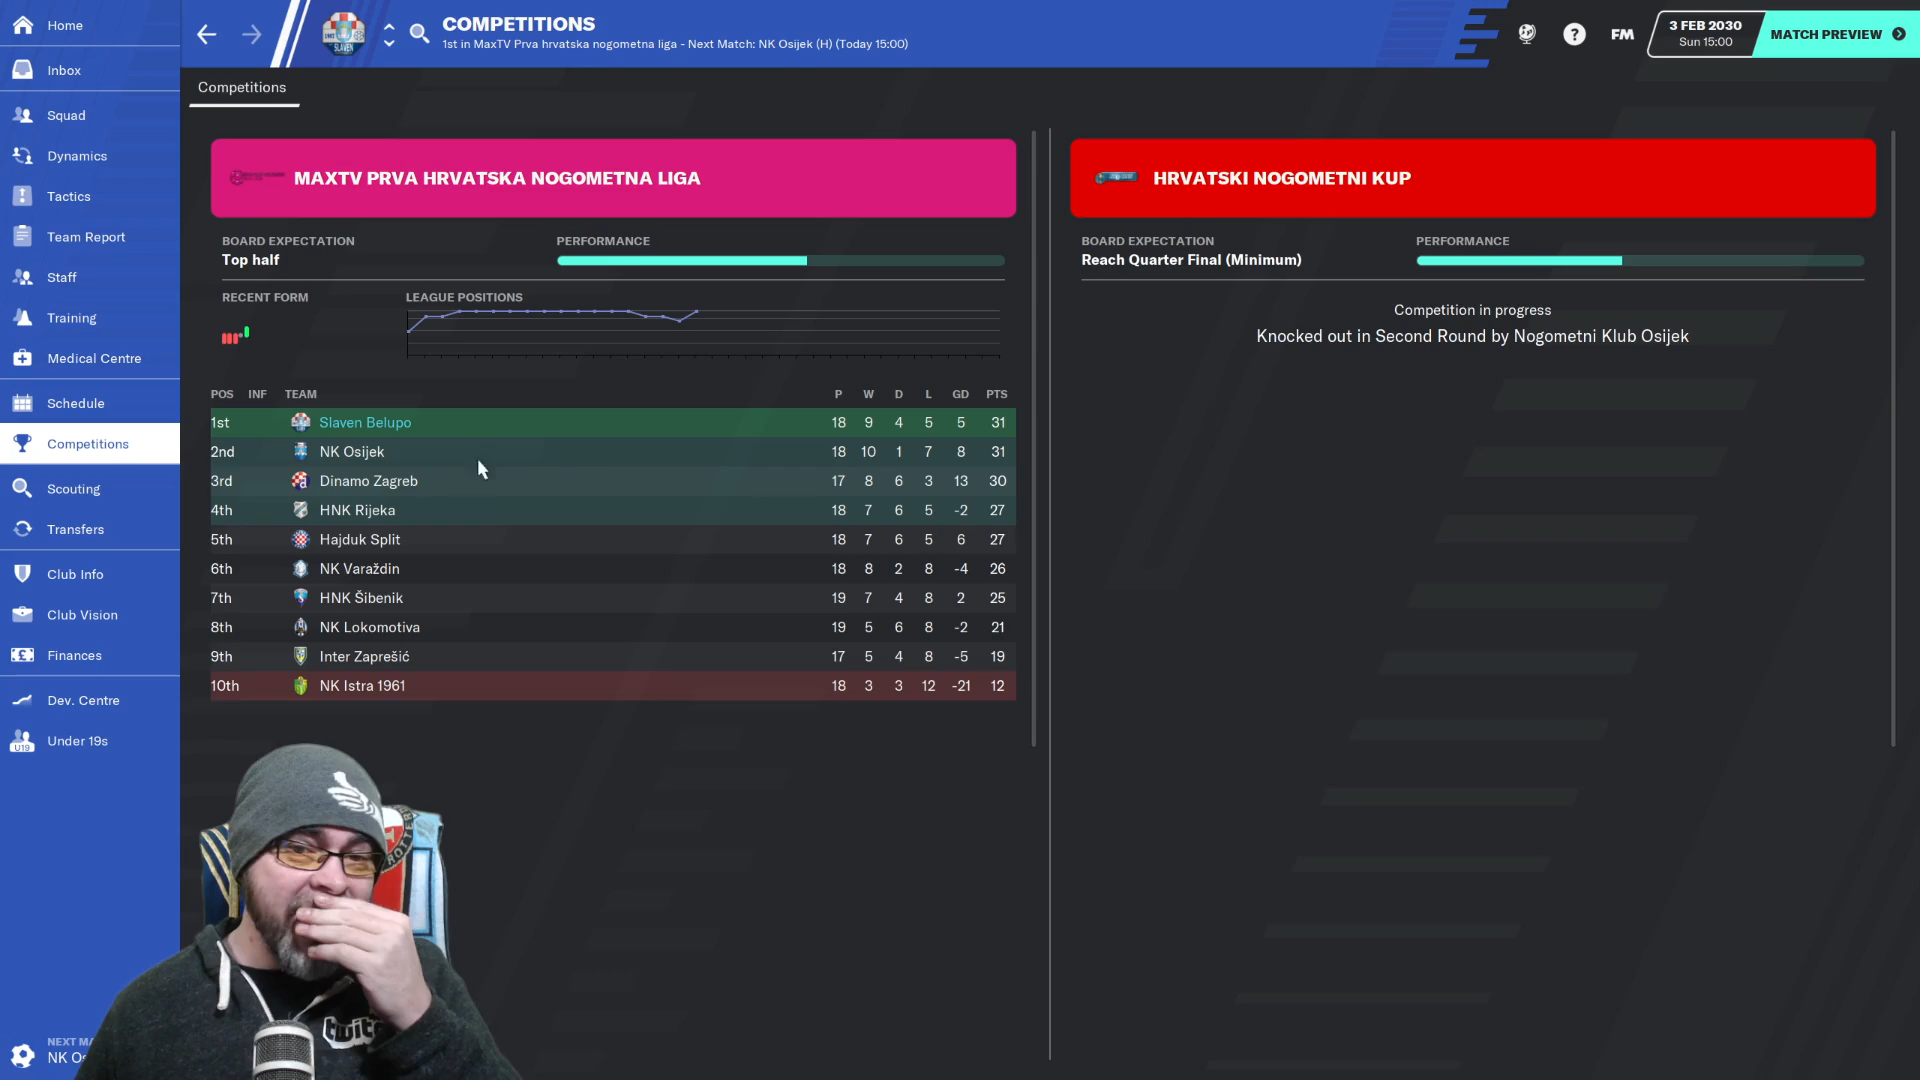 Home
Inbox
Squad
Dynamics
Tactics
Team Report
Staff
Training
Medical Centre
Schedule
Competitions
Scouting
Transfers
Club Info
Club Vision
Finances
Dev. Centre
U19
Under 19s
NEXT
NK
SLAVEN
COMPETITIONS
1st in MaxTV Prva hrvatska nogometna liga - Next Match: NK Osijek (H) (Today 15:00)
?
FM
3 FEB 2030
Sun 15:00
MATCH PREVIEW
Competitions
MAXTV PRVA HRVATSKA NOGOMETNA LIGA
BOARD EXPECTATION PERFORMANCE
Top half
RECENT FORM LEAGUE POSITIONS
POS INF TEAM P W D L GD PTS
1st Slaven Belupo 18 9 4 5 5 31
2nd NK Osijek 18 10 1 7 8 31
3rd Dinamo Zagreb 17 8 6 3 13 30
4th HNK Rijeka 18 7 6 5 -2 27
5th Hajduk Split 18 7 6 5 6 27
6th NK Varaždin 18 8 2 8 -4 26
7th HNK Šibenik 19 7 4 8 2 25
8th NK Lokomotiva 19 5 6 8 -2 21
9th Inter Zaprešić 17 5 4 8 -5 19
10th NK Istra 1961 18 3 3 12 -21 12
HRVATSKI NOGOMETNI KUP
BOARD EXPECTATION PERFORMANCE
Reach Quarter Final (Minimum)
Competition in progress
Knocked out in Second Round by Nogometni Klub Osijek
twitc